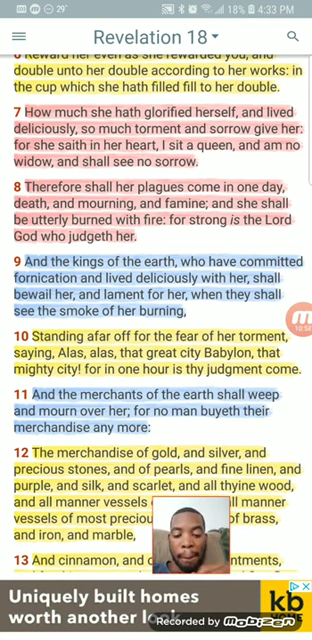 29° 18% 4:33 PM
Revelation 18
6 Reward her even as she rewarded you, and
double unto her double according to her works: in
the cup which she hath filled fill to her double.
7 How much she hath glorified herself, and lived
deliciously, so much torment and sorrow give her:
for she saith in her heart, I sit a queen, and am no
widow, and shall see no sorrow.
8 Therefore shall her plagues come in one day,
death, and mourning, and famine; and she shall
be utterly burned with fire: for strong is the Lord
God who judgeth her.
9 And the kings of the earth, who have committed
fornication and lived deliciously with her, shall
bewail her, and lament for her, when they shall
see the smoke of her burning,
10 Standing afar off for the fear of her torment,
saying, Alas, alas, that great city Babylon, that
mighty city! for in one hour is thy judgment come.
11 And the merchants of the earth shall weep
and mourn over her; for no man buyeth their
merchandise any more:
12 The merchandise of gold, and silver, and
precious stones, and of pearls, and fine linen, and
purple, and silk, and scarlet, and all thyine wood,
and all manner vessels ll manner
vessels of most of brass,
and iron, and marble,
13 And cinnamon, and
Uniquely built homes
worth another
kb
Recorded by Mobizen